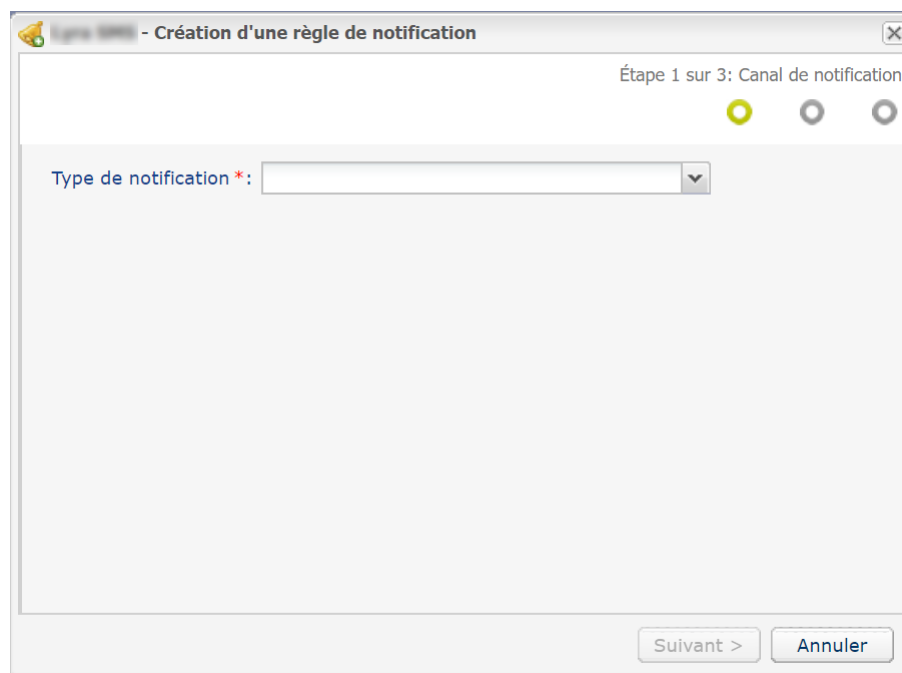 - Création d'une règle de notification
Étape 1 sur 3: Canal de notification
Type de notification *:
Suivant >
Annuler